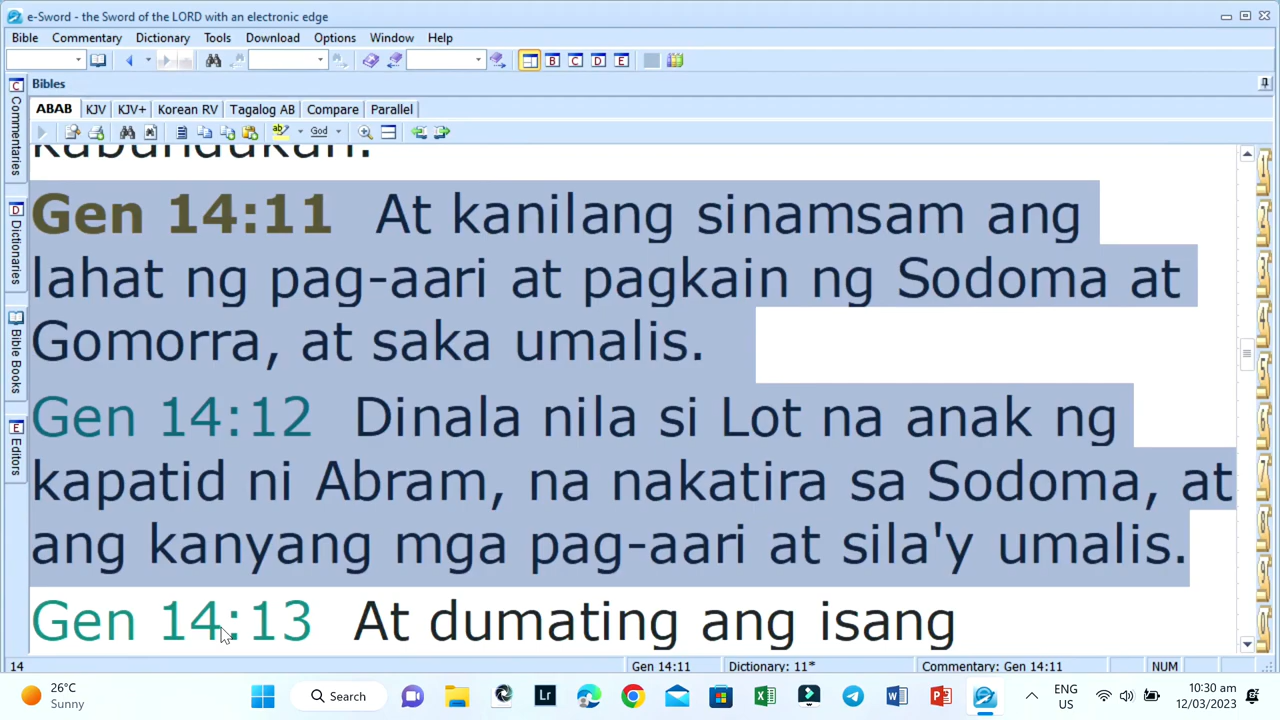 e-Sword - the Sword of the LORD with an electronic edge
Bible Commentary Dictionary Tools Download Options Window Help
B C D E
Bibles
ABAB KJV KJV+ Korean RV Tagalog AB Compare Parallel
God
Commentaries
Dictionaries
Bible Books
Editors
kabundukan.
Gen 14:11 At kanilang sinamsam ang
lahat ng pag-aari at pagkain ng Sodoma at
Gomorra, at saka umalis.
Gen 14:12 Dinala nila si Lot na anak ng
kapatid ni Abram, na nakatira sa Sodoma, at
ang kanyang mga pag-aari at sila'y umalis.
Gen 14:13 At dumating ang isang
14 Gen 14:11 Dictionary: 11* Commentary: Gen 14:11 NUM
26°C
Sunny
Search
Lr
ENG
US
10:30 am
12/03/2023